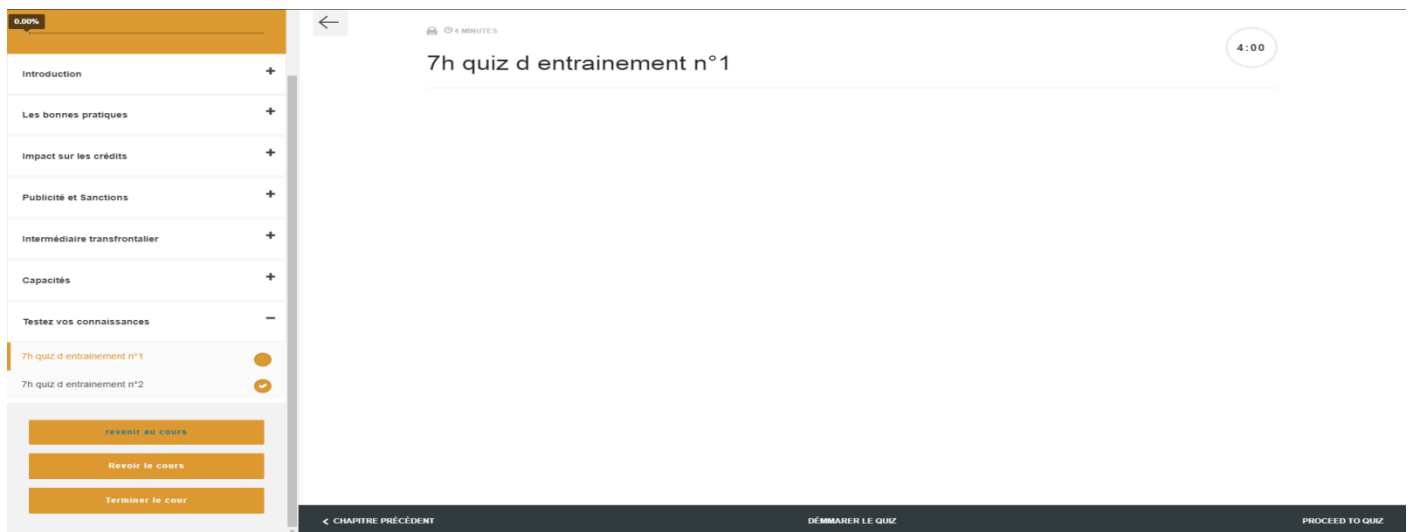 0.00%
Introduction
Les bonnes pratiques
Impact sur les crédits
Publicité et Sanctions
Intermédiaire transfrontalier
Capacités
Testez vos connaissances
7h quiz d entrainement n°1
7h quiz d entrainement n°2
revenir au cours
Revoir le cours
Terminer le cour
4 MINUTES
7h quiz d entrainement n°1
4:00
CHAPITRE PRÉCÉDENT
DÉMMARER LE QUIZ
PROCEED TO QUIZ